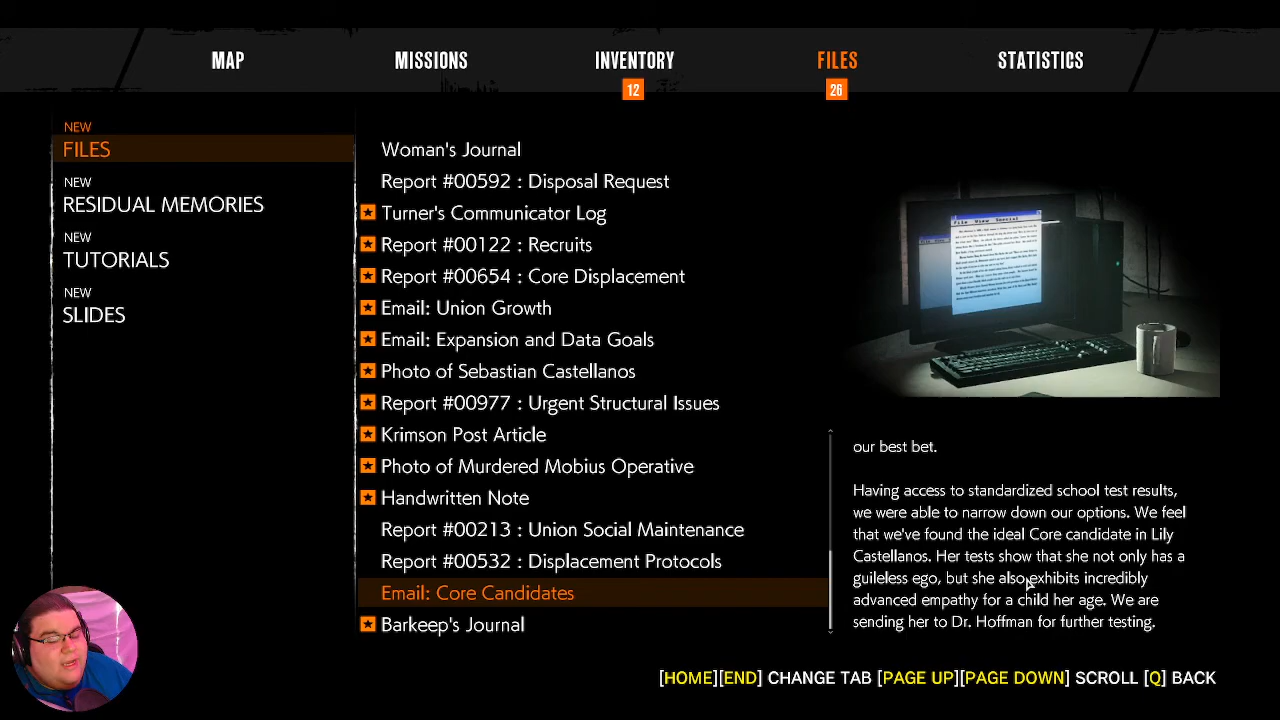 MAP
MISSIONS
INVENTORY
FILES
STATISTICS
12
26
NEW
FILES
NEW
RESIDUAL MEMORIES
NEW
TUTORIALS
NEW
SLIDES
Woman's Journal
Report #00592 : Disposal Request
Turner's Communicator Log
Report #00122 : Recruits
Report #00654 : Core Displacement
Email: Union Growth
Email: Expansion and Data Goals
Photo of Sebastian Castellanos
Report #00977 : Urgent Structural Issues
Krimson Post Article
Photo of Murdered Mobius Operative
Handwritten Note
Report #00213 : Union Social Maintenance
Report #00532 : Displacement Protocols
Email: Core Candidates
Barkeep's Journal
File View Special
our best bet.
Having access to standardized school test results,
we were able to narrow down our options. We feel
that we've found the ideal Core candidate in Lily
Castellanos. Her tests show that she not only has a
guileless ego, but she also exhibits incredibly
advanced empathy for a child her age. We are
sending her to Dr. Hoffman for further testing.
[HOME][END] CHANGE TAB [PAGE UP][PAGE DOWN] SCROLL [Q] BACK